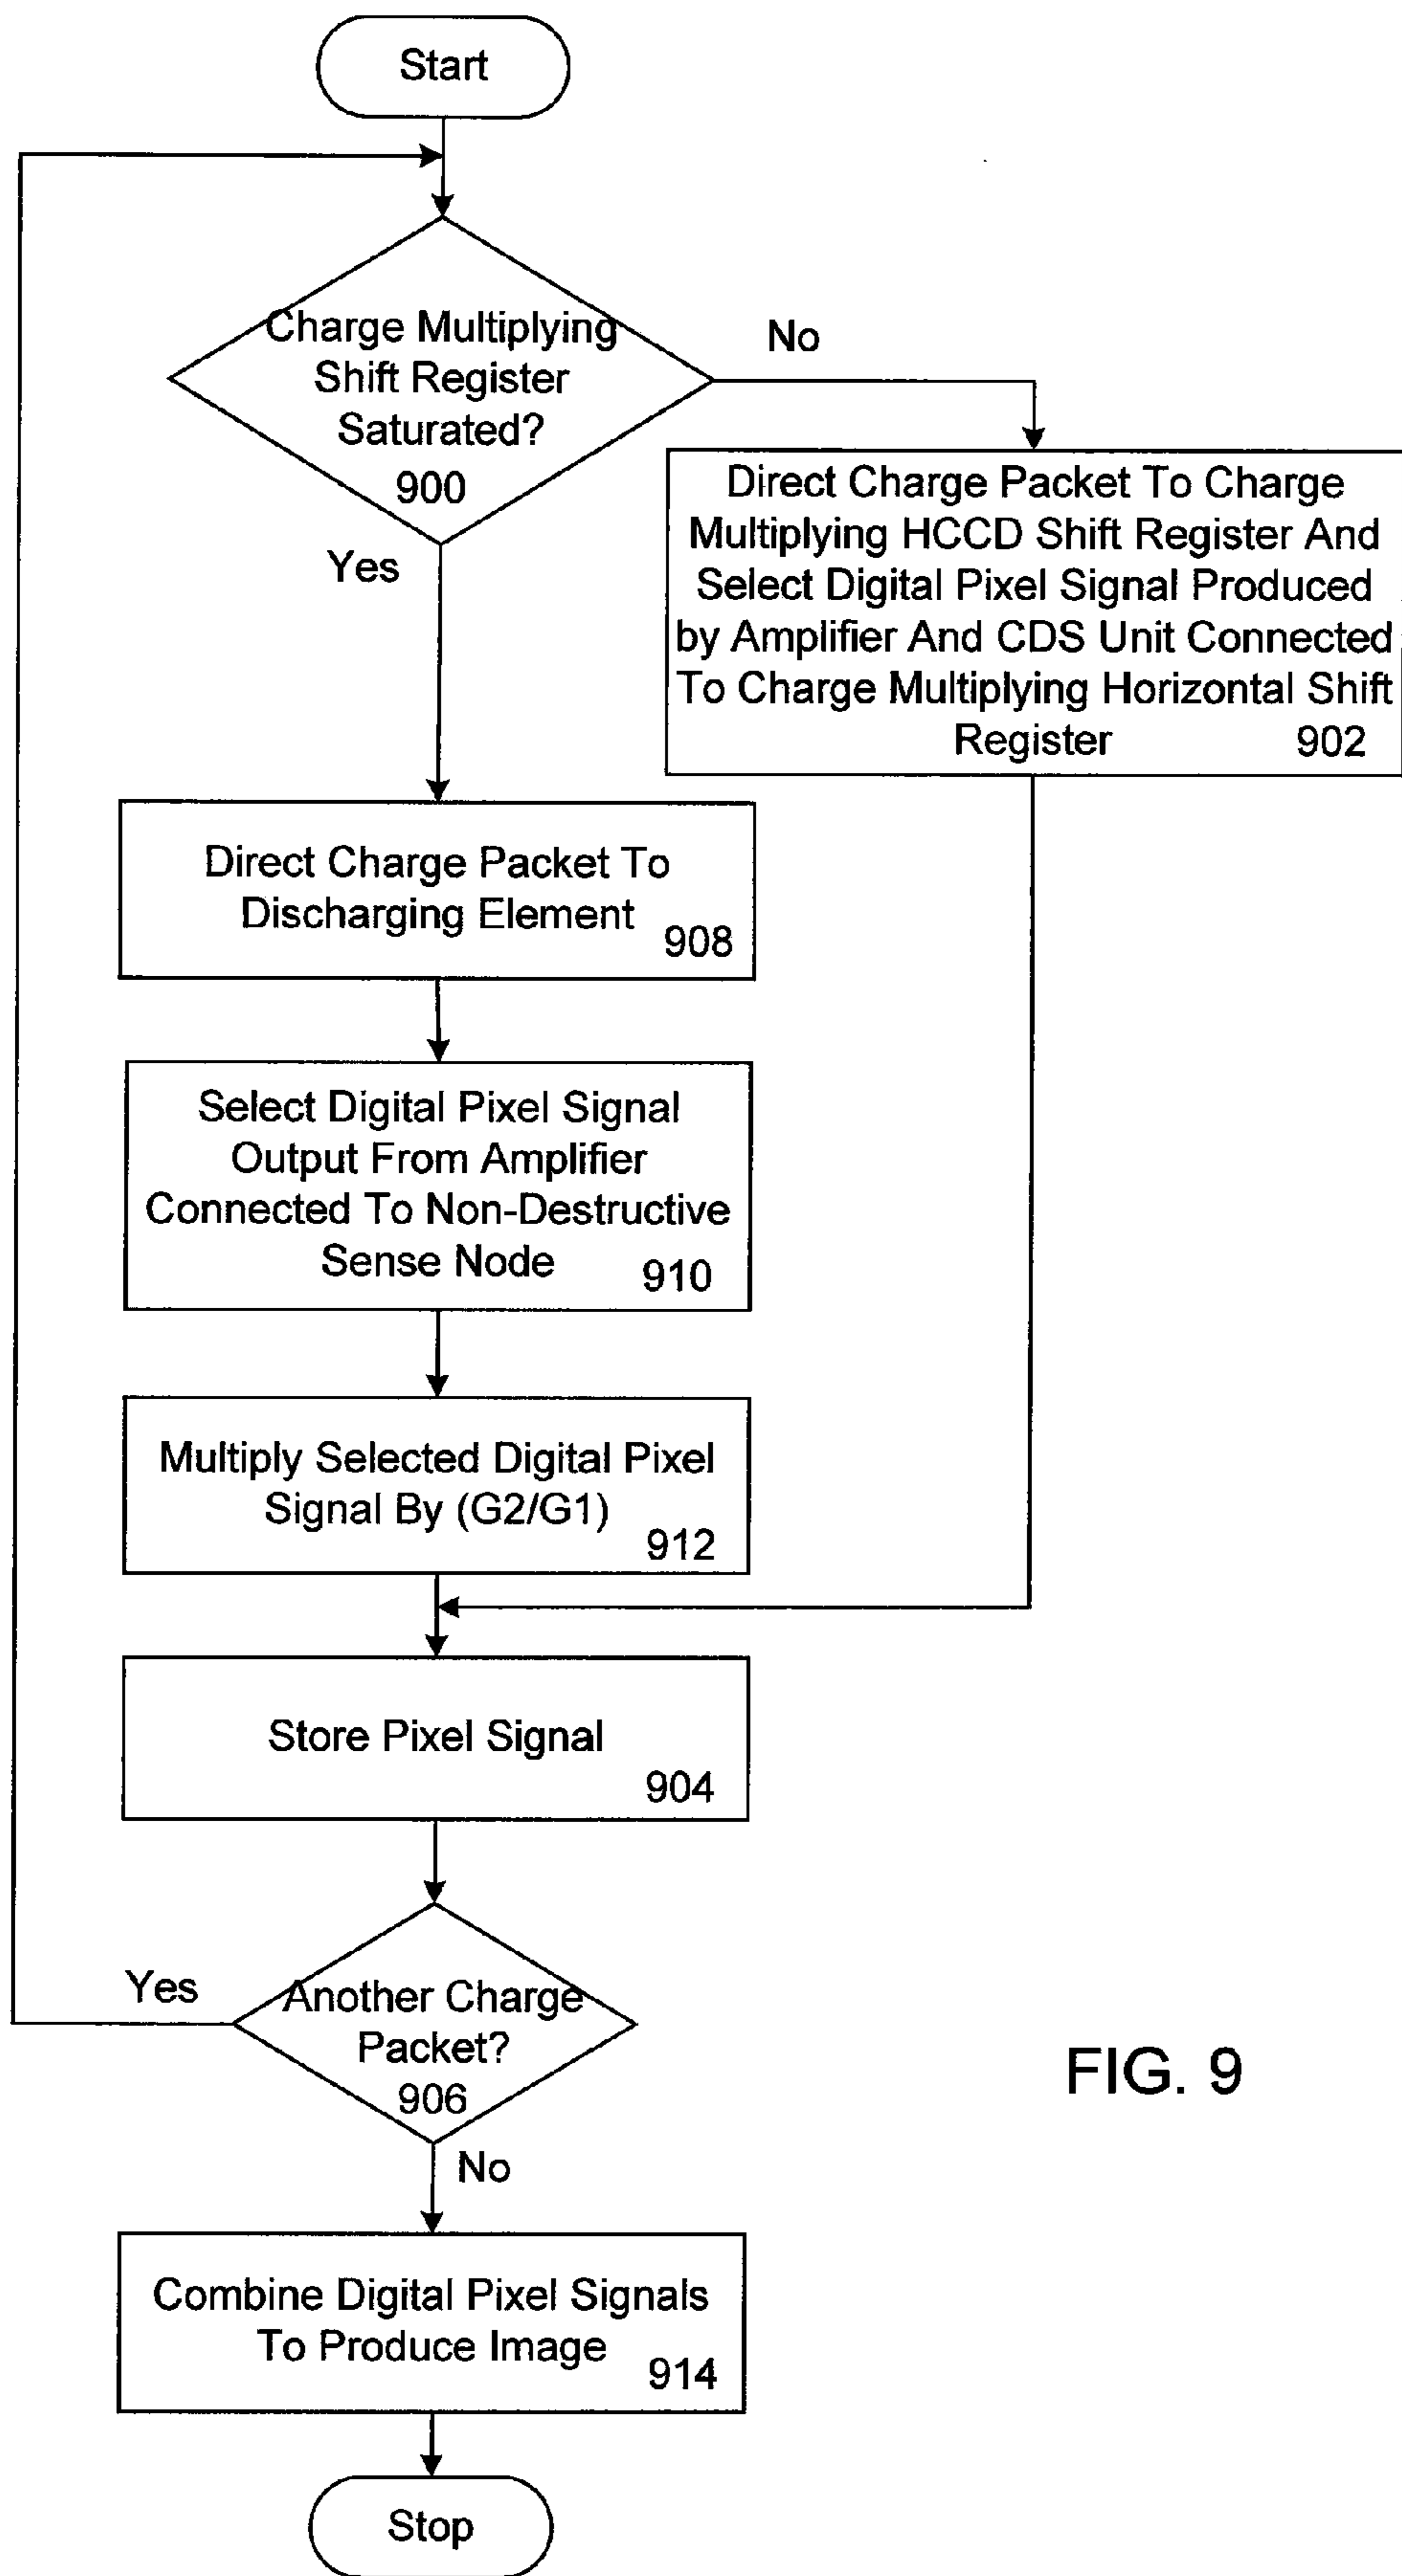 Start
Charge Multiplying
Shift Register
Saturated?
900
No
Yes
Direct Charge Packet To Charge
Multiplying HCCD Shift Register And
Select Digital Pixel Signal Produced
by Amplifier And CDS Unit Connected
To Charge Multiplying Horizontal Shift
Register 902
Direct Charge Packet To
Discharging Element
908
Select Digital Pixel Signal
Output From Amplifier
Connected To Non-Destructive
Sense Node 910
Multiply Selected Digital Pixel
Signal By (G2/G1)
912
Store Pixel Signal
904
Yes
Another Charge
Packet?
906
No
FIG. 9
Combine Digital Pixel Signals
To Produce Image
914
Stop